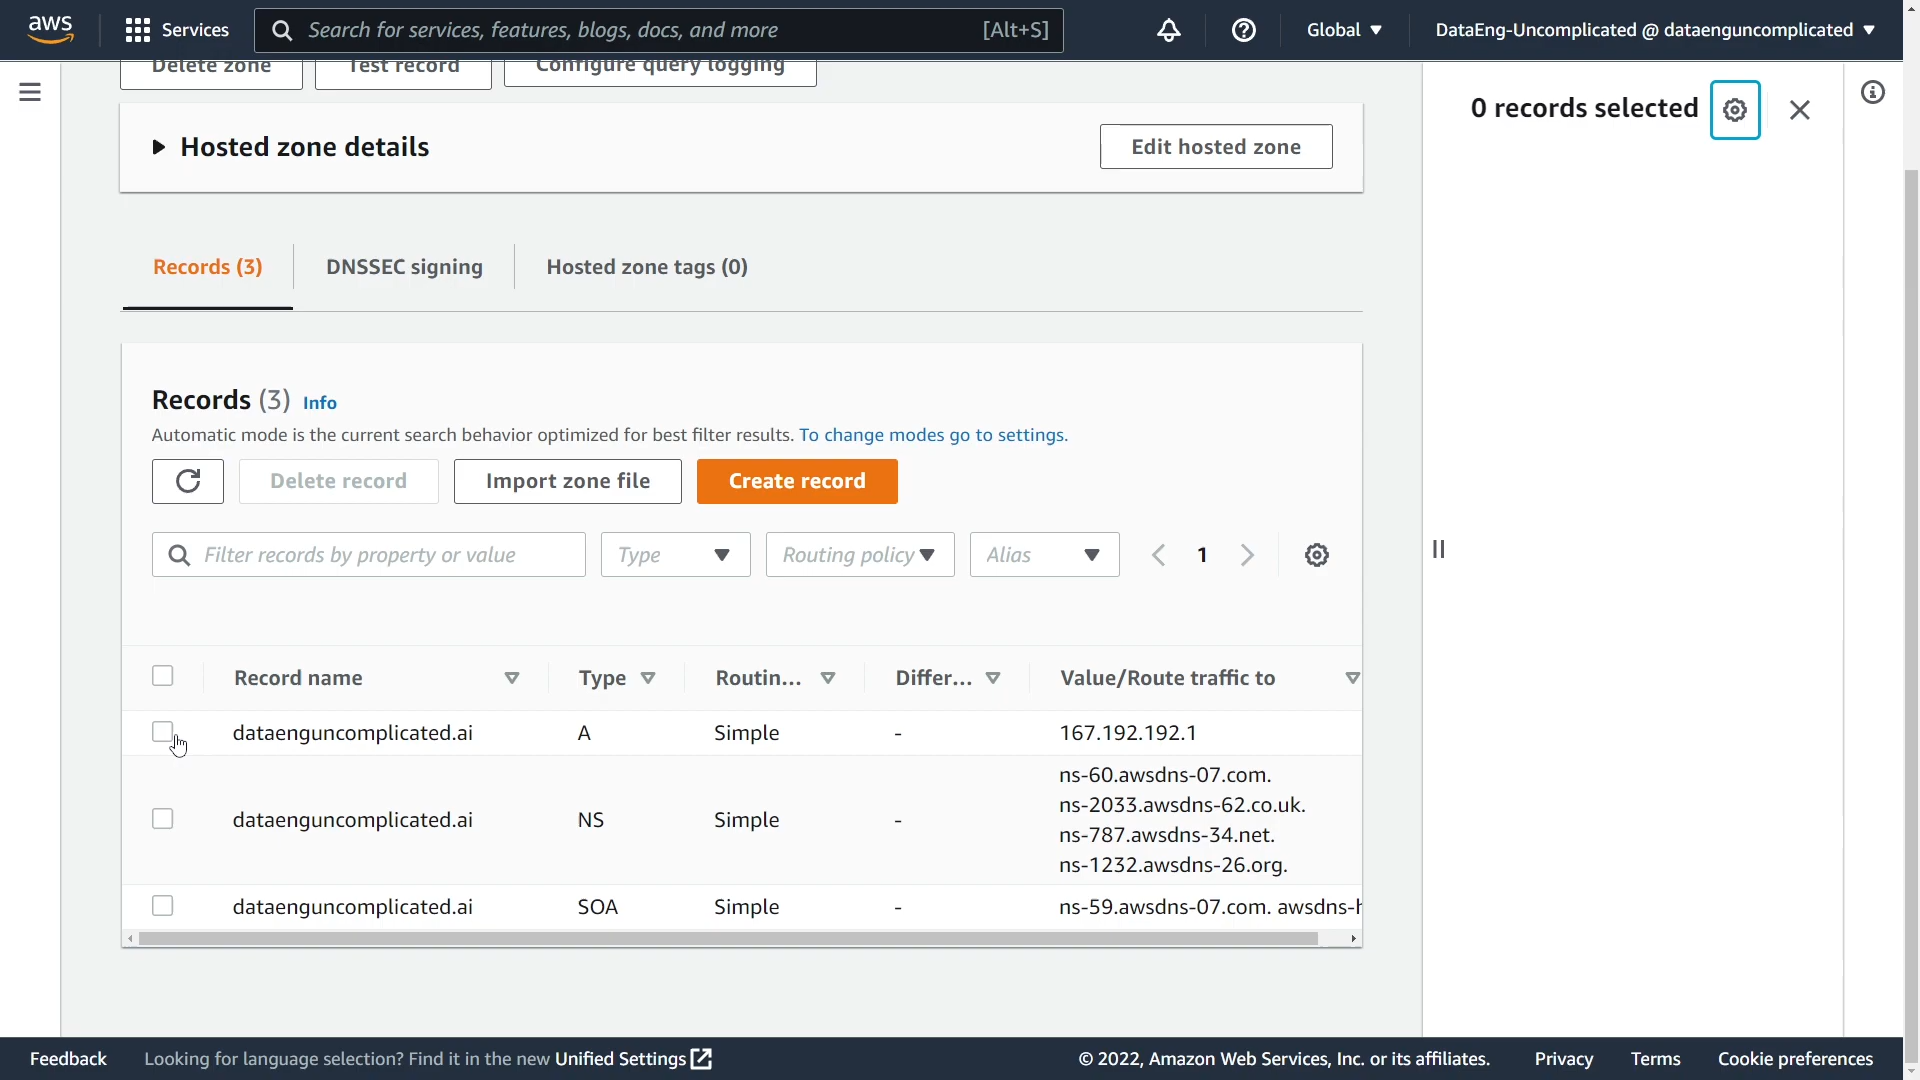 aws Services Search for services, features, blogs, docs, and more [Alt+S] Global DataEng-Uncomplicated @ dataenguncomplicated
Delete zone Test record Configure query logging
0 records selected
Hosted zone details Edit hosted zone
Records (3) DNSSEC signing Hosted zone tags (0)
Records (3) Info
Automatic mode is the current search behavior optimized for best filter results. To change modes go to settings.
Delete record Import zone file Create record
Filter records by property or value Type Routing policy Alias 1
Record name Type Routin... Differ... Value/Route traffic to
dataenguncomplicated.ai A Simple - 167.192.192.1
ns-60.awsdns-07.com.
ns-2033.awsdns-62.co.uk.
dataenguncomplicated.ai NS Simple -
ns-787.awsdns-34.net.
ns-1232.awsdns-26.org.
dataenguncomplicated.ai SOA Simple - ns-59.awsdns-07.com. awsdns-h
Feedback Looking for language selection? Find it in the new Unified Settings © 2022, Amazon Web Services, Inc. or its affiliates. Privacy Terms Cookie preferences